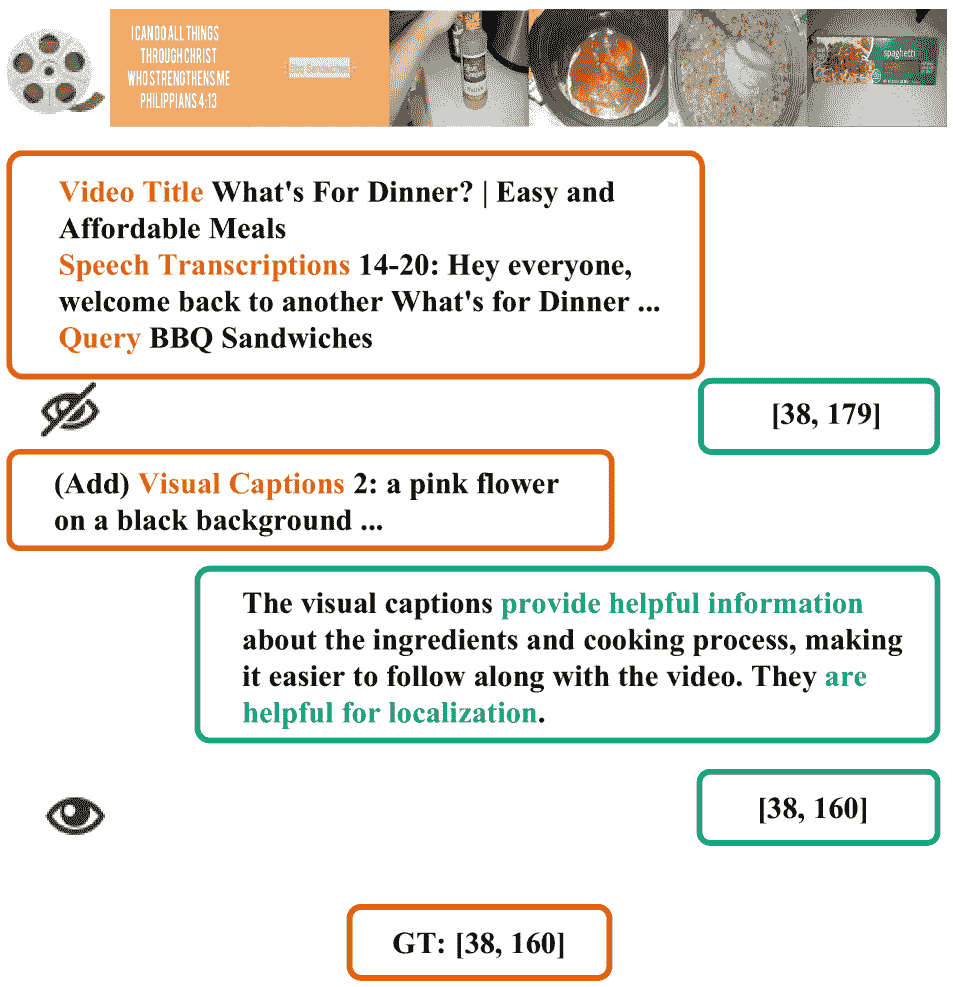 I CAN DO ALL THINGS
THROUGH CHRIST
WHO STRENGTHENS ME
PHILIPPIANS 4:13
spaghetti
Video Title What's For Dinner? | Easy and
Affordable Meals
Speech Transcriptions 14-20: Hey everyone,
welcome back to another What's for Dinner ...
Query BBQ Sandwiches
[38, 179]
(Add) Visual Captions 2: a pink flower
on a black background ...
The visual captions provide helpful information
about the ingredients and cooking process, making
it easier to follow along with the video. They are
helpful for localization.
[38, 160]
GT: [38, 160]